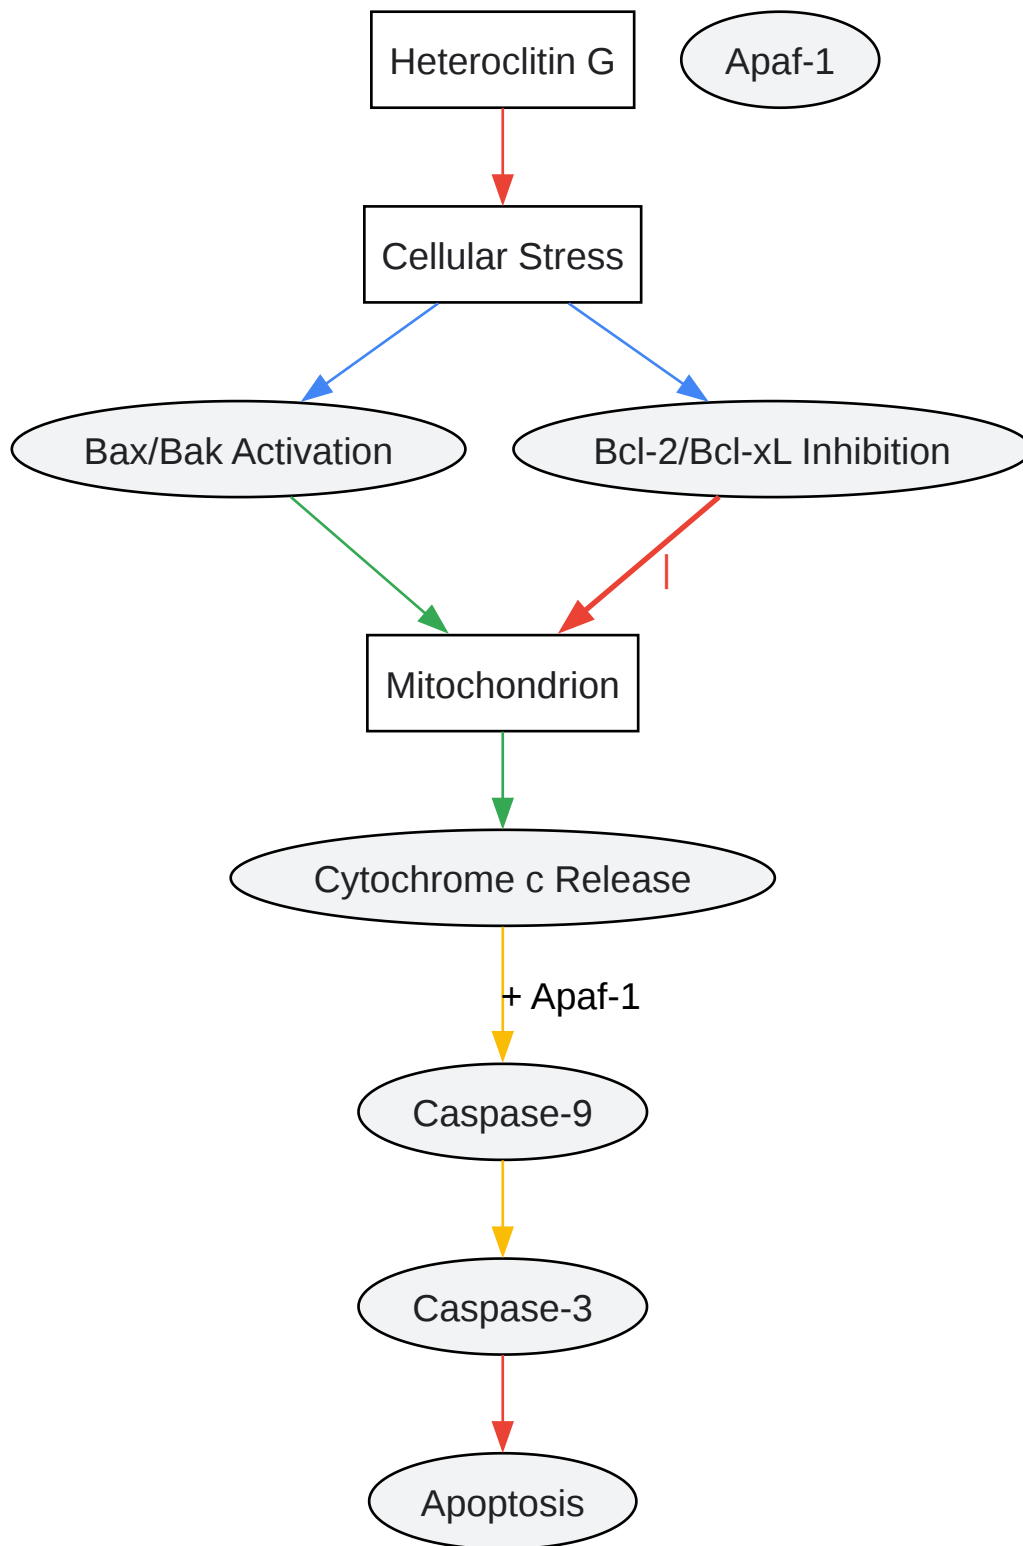 Heteroclitin G
Apaf-1
Cellular Stress
Bax/Bak Activation
Bcl-2/Bcl-xL Inhibition
|
Mitochondrion
Cytochrome c Release
+ Apaf-1
Caspase-9
Caspase-3
Apoptosis